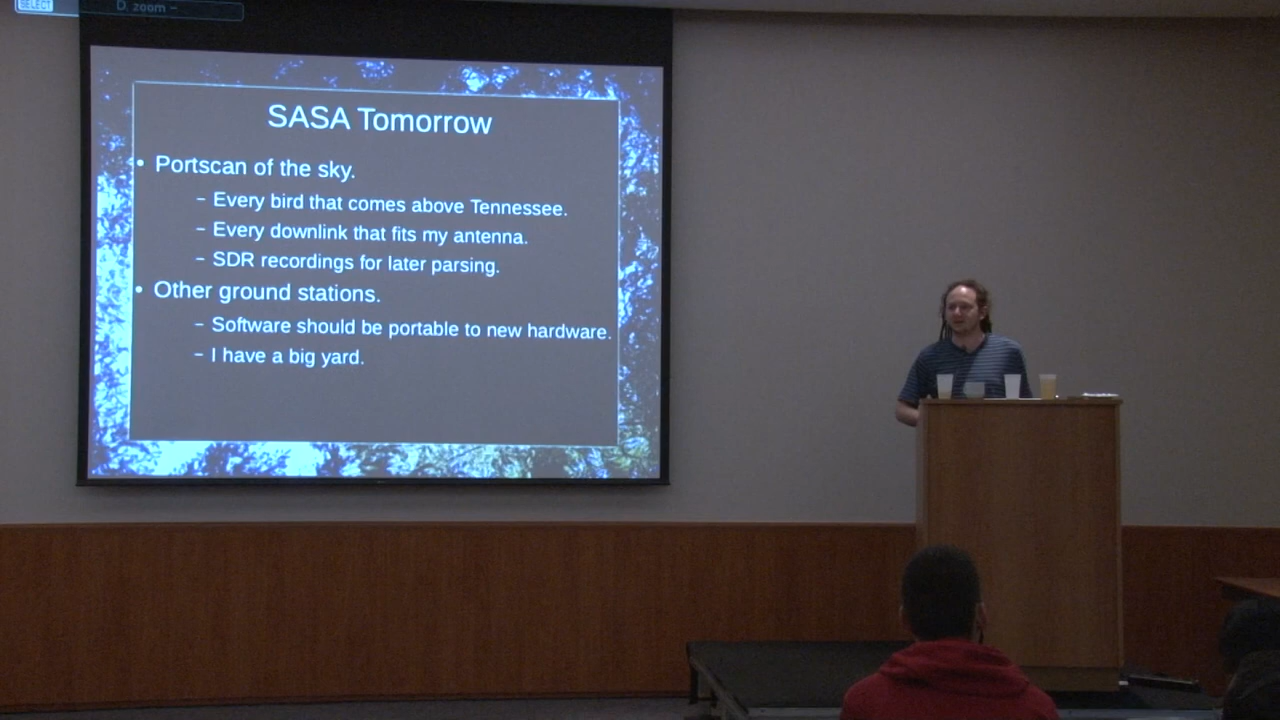 SELECT
D. zoom -
SASA Tomorrow
• Portscan of the sky.
– Every bird that comes above Tennessee.
– Every downlink that fits my antenna.
– SDR recordings for later parsing.
• Other ground stations.
– Software should be portable to new hardware.
– I have a big yard.